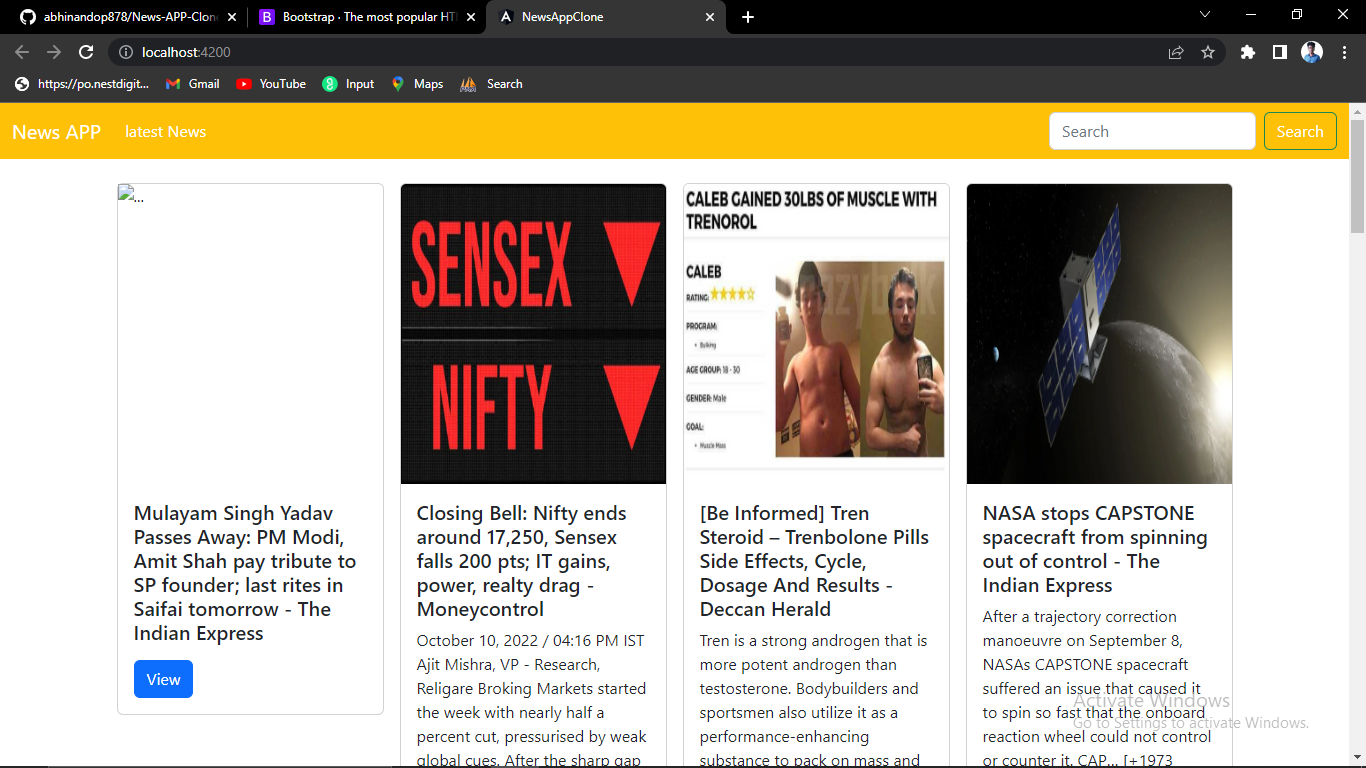 abhinandop878/News-APP-Clone
Bootstrap · The most popular HT
NewsAppClone
localhost:4200
https://po.nestdigit...
Gmail
YouTube
Input
Maps
Search
News APP
latest News
Search
Search
...
SENSEX
NIFTY
CALEB GAINED 30LBS OF MUSCLE WITH
TRENOROL
CALEB
RATING:
PROGRAM:
• Bulking
AGE GROUP: 18 - 30
GENDER: Male
GOAL:
• Muscle Mass
Mulayam Singh Yadav
Passes Away: PM Modi,
Amit Shah pay tribute to
SP founder; last rites in
Saifai tomorrow - The
Indian Express
View
Closing Bell: Nifty ends
around 17,250, Sensex
falls 200 pts; IT gains,
power, realty drag -
Moneycontrol
October 10, 2022 / 04:16 PM IST
Ajit Mishra, VP - Research,
Religare Broking Markets started
the week with nearly half a
percent cut, pressurised by weak
global cues. After the sharp gap
[Be Informed] Tren
Steroid – Trenbolone Pills
Side Effects, Cycle,
Dosage And Results -
Deccan Herald
Tren is a strong androgen that is
more potent androgen than
testosterone. Bodybuilders and
sportsmen also utilize it as a
performance-enhancing
substance to pack on mass and
NASA stops CAPSTONE
spacecraft from spinning
out of control - The
Indian Express
After a trajectory correction
manoeuvre on September 8,
NASAs CAPSTONE spacecraft
suffered an issue that caused it
to spin so fast that the onboard
reaction wheel could not control
or counter it. CAP... [+1973
Activate Windows
Go to Settings to activate Windows.